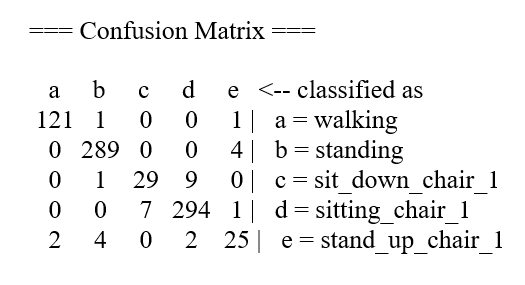 === Confusion Matrix ===
a b c d e <-- classified as
121 1 0 0 1 | a = walking
0 289 0 0 4 | b = standing
0 1 29 9 0 | c = sit_down_chair_1
0 0 7 294 1 | d = sitting_chair_1
2 4 0 2 25 | e = stand_up_chair_1